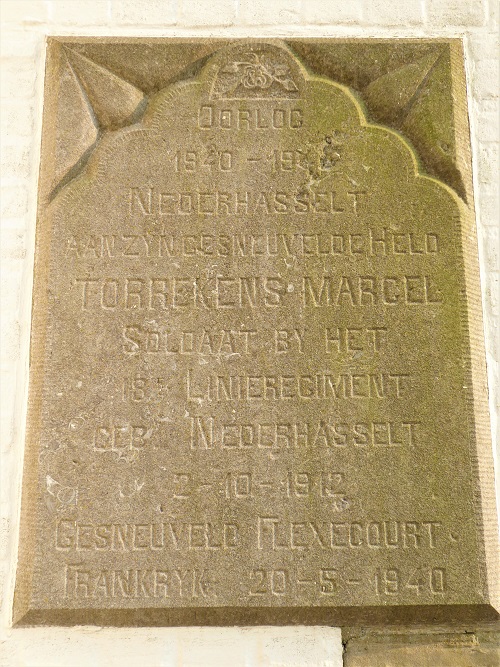 OORLOG
1940 - 194
NEDERHASSELT
AAN ZYN GESNEUVELDE HELD
TORREKENS MARCEL
SOLDAAT BY HET
18E LINIEREGIMENT
GEB. NEDERHASSELT
2-10-1912
GESNEUVELD FLEXECOURT
FRANKRYK 20-5-1940